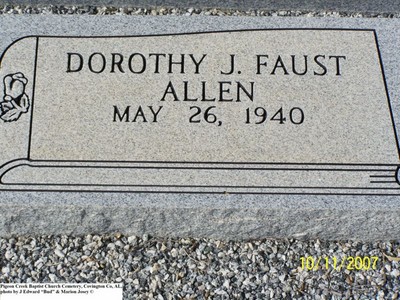 DOROTHY J. FAUST
ALLEN
MAY 26, 1940
10/11/2007
Pigeon Creek Baptist Church Cemetery, Covington Co, AL.
photo by J Edward "Bud" & Marion Josey ©